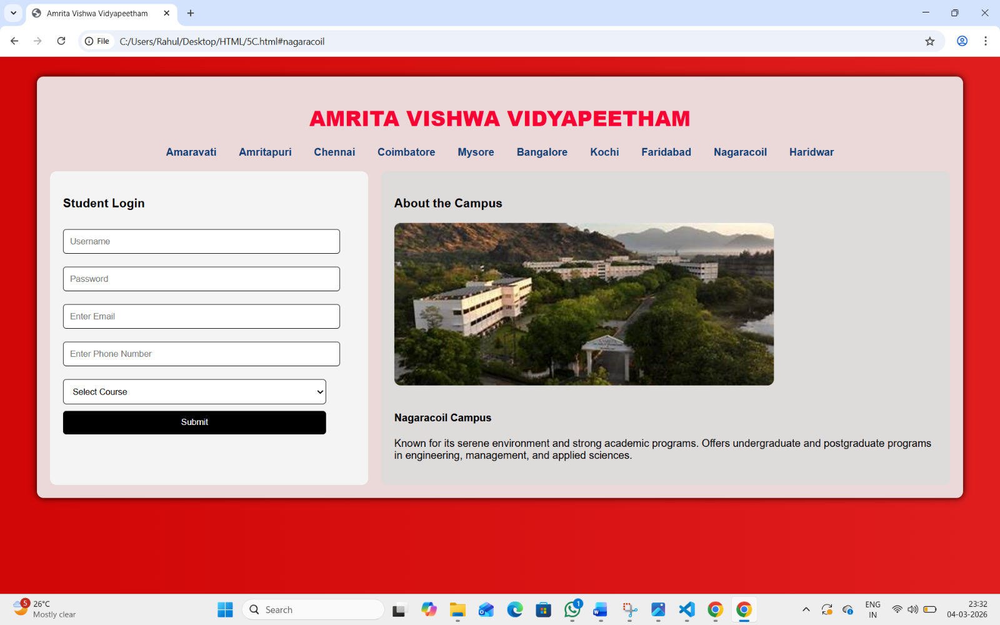 Amrita Vishwa Vidyapeetham
File C:/Users/Rahul/Desktop/HTML/5C.html#nagaracoil
AMRITA VISHWA VIDYAPEETHAM
Amaravati Amritapuri Chennai Coimbatore Mysore Bangalore Kochi Faridabad Nagaracoil Haridwar
Student Login
Username
Password
Enter Email
Enter Phone Number
Select Course
Submit
About the Campus
Nagaracoil Campus
Known for its serene environment and strong academic programs. Offers undergraduate and postgraduate programs
in engineering, management, and applied sciences.
5
26°C
Mostly clear
Search
1
W
ENG
IN
23:32
04-03-2026